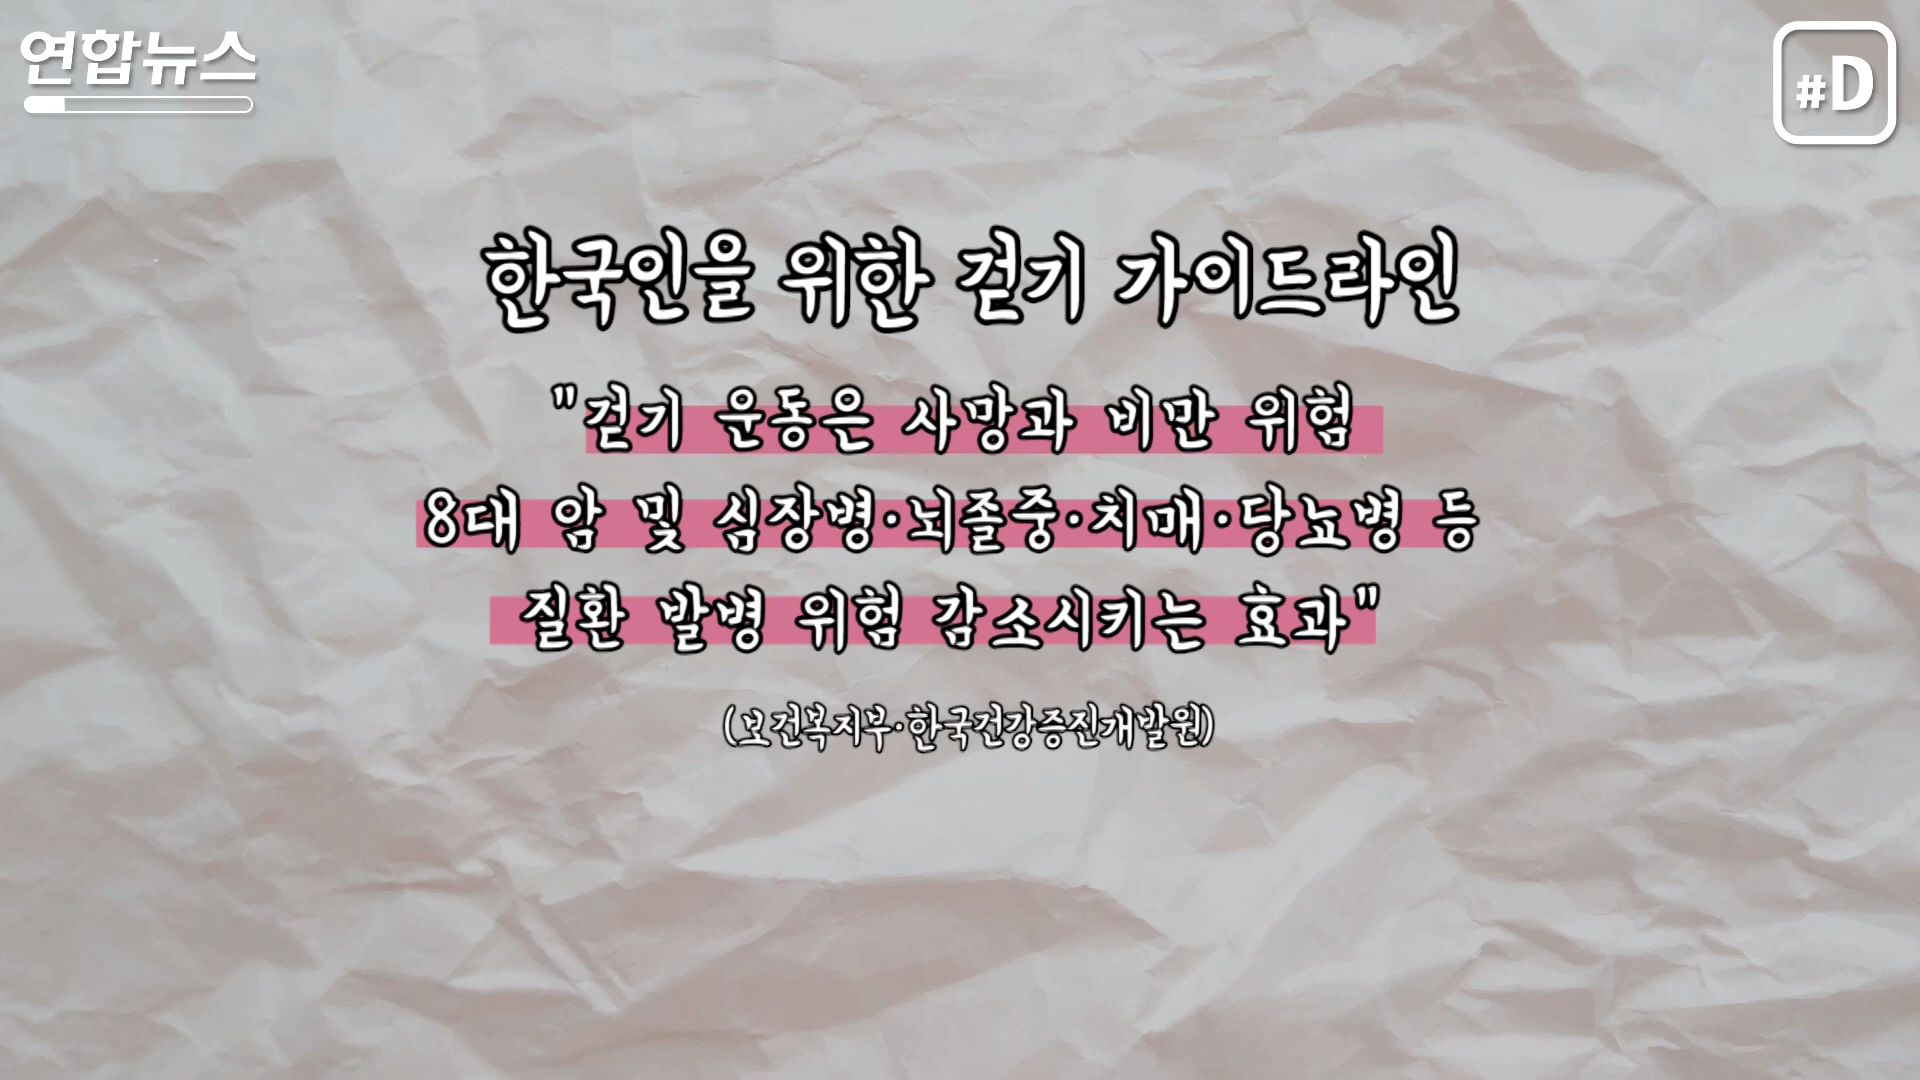 연합뉴스
#D
한국인을 위한 걷기 가이드라인
"걷기 운동은 사망과 비만 위험
8대 암 및 심장병·뇌졸중·치매·당뇨병 등
질환 발병 위험 감소시키는 효과"
(보건복지부·한국건강증진개발원)